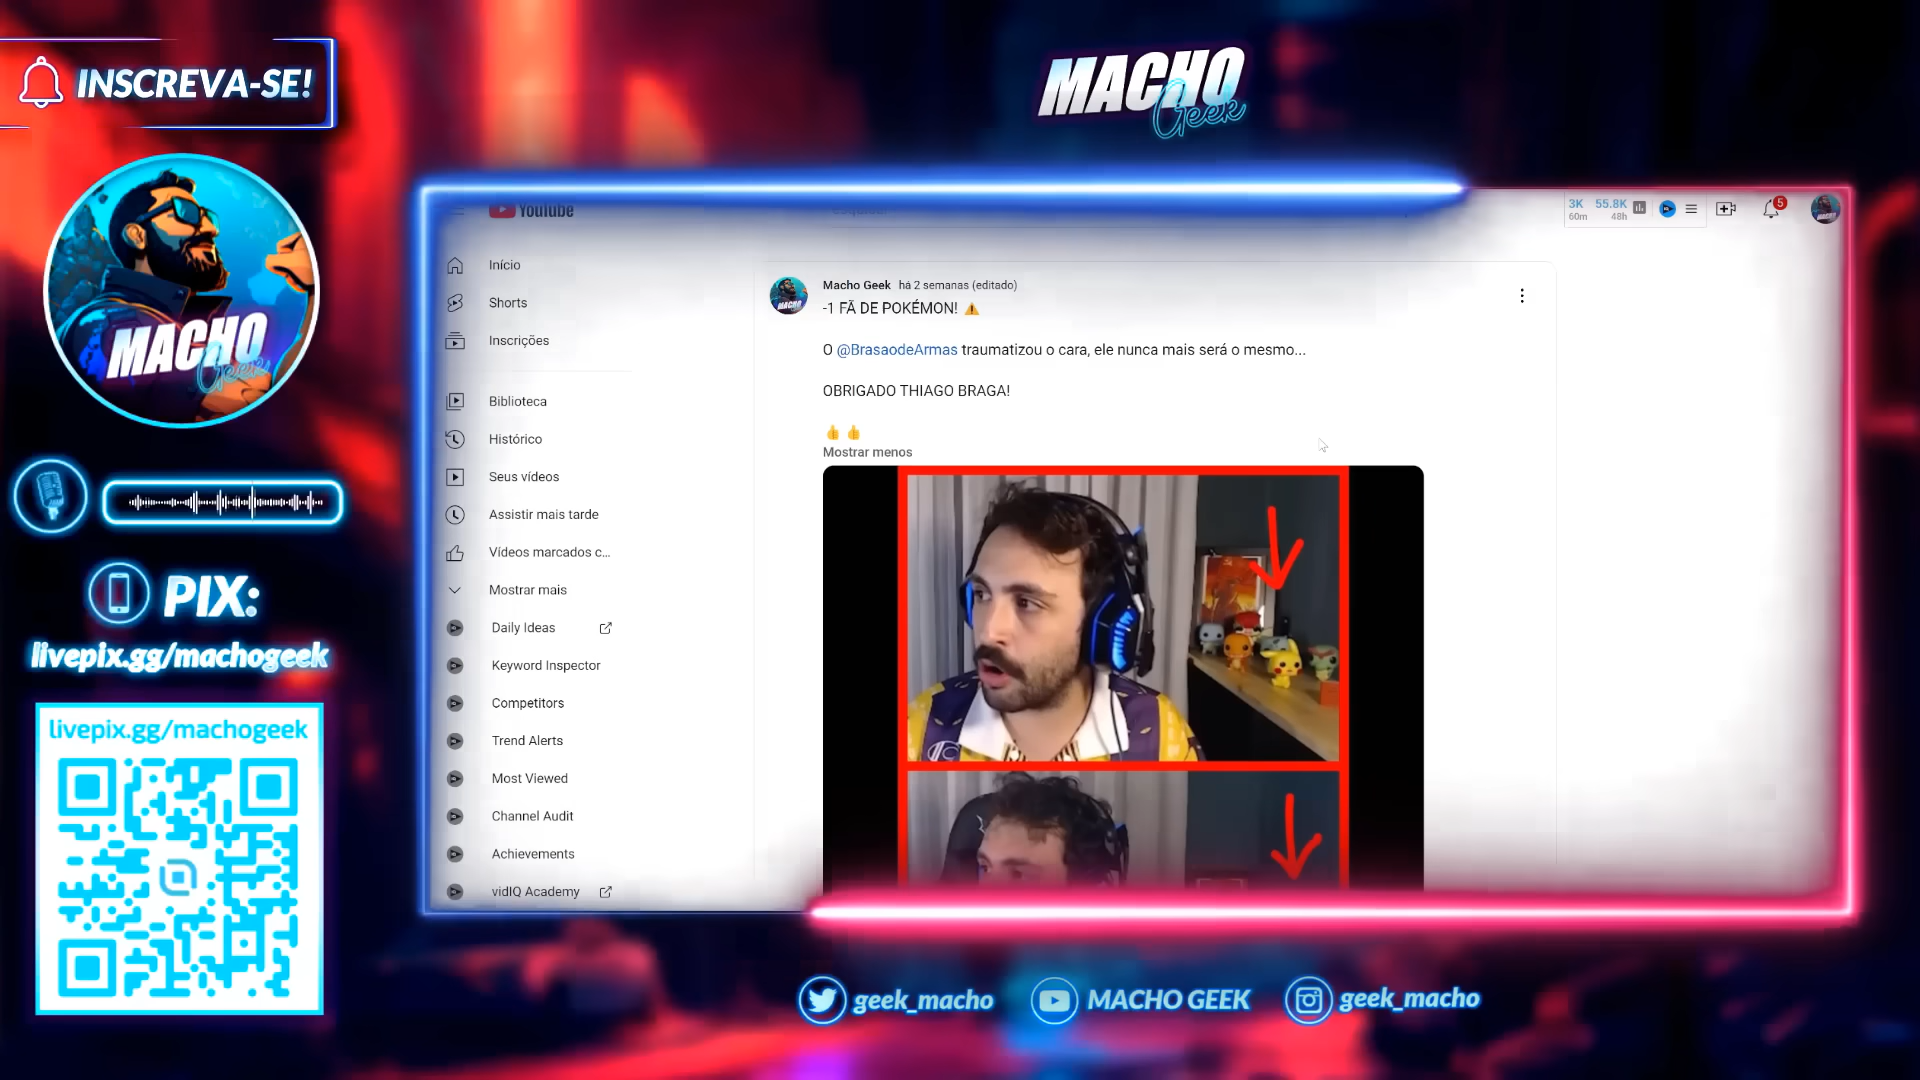 INSCREVA-SE!
MACHO
Geek
MACHO
Geek
PIX:
livepix.gg/machogeek
livepix.gg/machogeek
YouTube
3K
60m
55.8K
48h
5
Início
Shorts
Inscrições
Biblioteca
Histórico
Seus vídeos
Assistir mais tarde
Vídeos marcados c...
Mostrar mais
Daily Ideas
Keyword Inspector
Competitors
Trend Alerts
Most Viewed
Channel Audit
Achievements
vidIQ Academy
Macho Geek há 2 semanas (editado)
-1 FÃ DE POKÉMON! ⚠️
O @BrasaodeArmas traumatizou o cara, ele nunca mais será o mesmo...
OBRIGADO THIAGO BRAGA!
👍 👍
Mostrar menos
geek_macho
MACHO GEEK
geek_macho